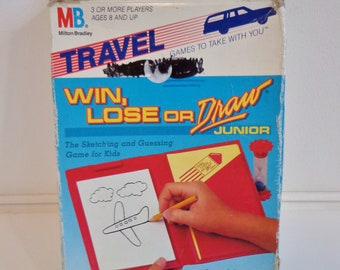 MB
Milton Bradley
3 OR MORE PLAYERS
AGES 8 AND UP
TRAVEL
GAMES TO TAKE WITH YOU™
WIN,
LOSE OR Draw
JUNIOR
The Sketching and Guessing
Game for Kids